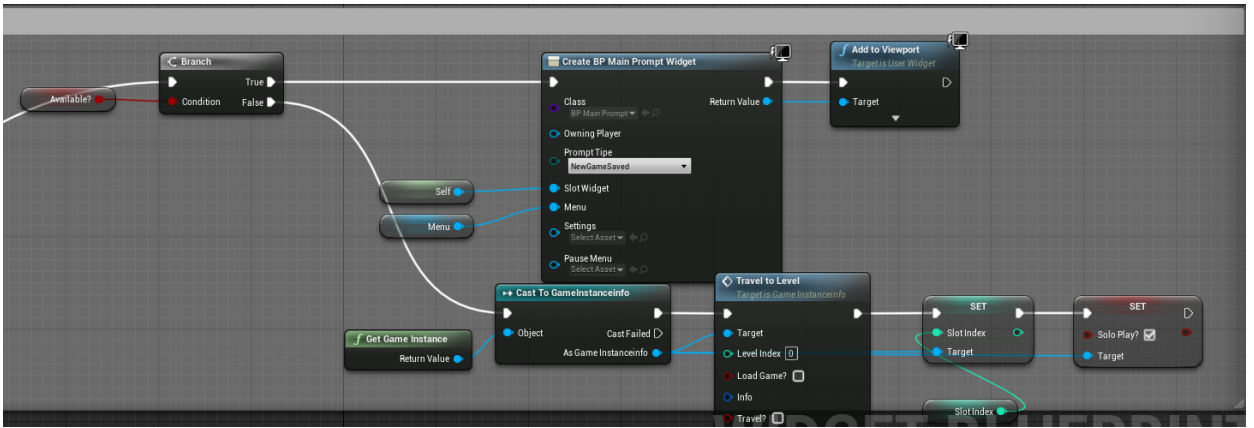 Branch
True
Available?
Condition
False
Create BP Main Prompt Widget
Class
BP Main Prompt
Return Value
Owning Player
Prompt Tipe
NewGameSaved
Self
Slot Widget
Menu
Menu
Settings
Select Asset
Pause Menu
Select Asset
f Add to Viewport
Target is User Widget
Target
f Get Game Instance
Return Value
Cast To GameInstanceinfo
Object
Cast Failed
As Game Instanceinfo
Travel to Level
Target is Game Instanceinfo
Target
Level Index 0
Load Game?
Info
Travel?
SET
Slot Index
Target
SET
Solo Play?
Target
Slot Index
WIDGET BLUEPRINT